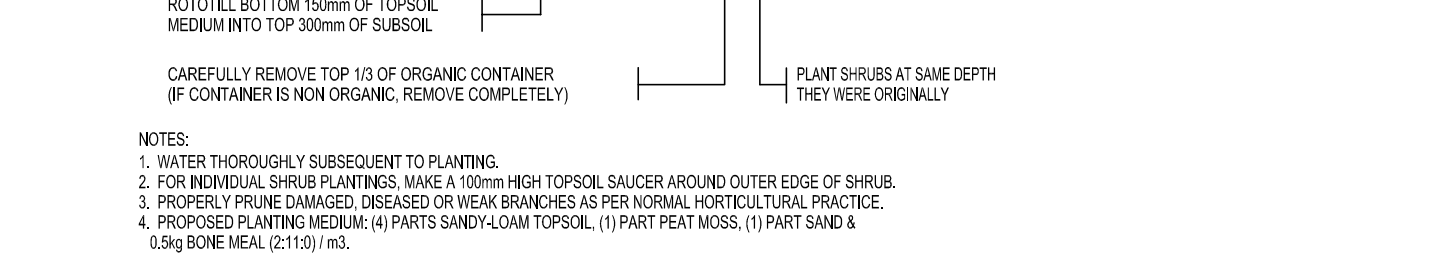 ROTOTILL BOTTOM 150mm OF TOPSOIL
MEDIUM INTO TOP 300mm OF SUBSOIL
CAREFULLY REMOVE TOP 1/3 OF ORGANIC CONTAINER
(IF CONTAINER IS NON ORGANIC, REMOVE COMPLETELY)
PLANT SHRUBS AT SAME DEPTH
THEY WERE ORIGINALLY
NOTES:
1. WATER THOROUGHLY SUBSEQUENT TO PLANTING.
2. FOR INDIVIDUAL SHRUB PLANTINGS, MAKE A 100mm HIGH TOPSOIL SAUCER AROUND OUTER EDGE OF SHRUB.
3. PROPERLY PRUNE DAMAGED, DISEASED OR WEAK BRANCHES AS PER NORMAL HORTICULTURAL PRACTICE.
4. PROPOSED PLANTING MEDIUM: (4) PARTS SANDY-LOAM TOPSOIL, (1) PART PEAT MOSS, (1) PART SAND &
0.5kg BONE MEAL (2:11:0) / m3.